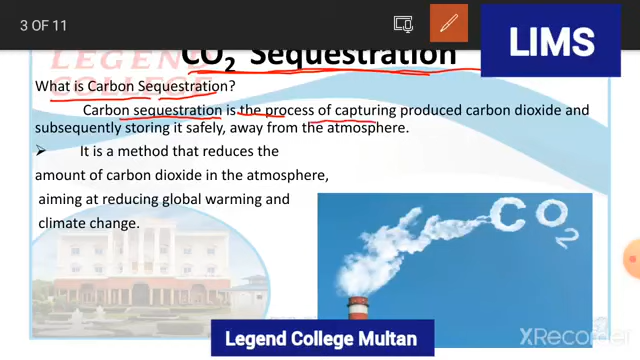 3 OF 11
LIMS
LEGEND
COLLEGE
CO2 Sequestration
What is Carbon Sequestration?
Carbon sequestration is the process of capturing produced carbon dioxide and
subsequently storing it safely, away from the atmosphere.
➤ It is a method that reduces the
amount of carbon dioxide in the atmosphere,
aiming at reducing global warming and
climate change.
CO2
Legend College Multan
XRecorder